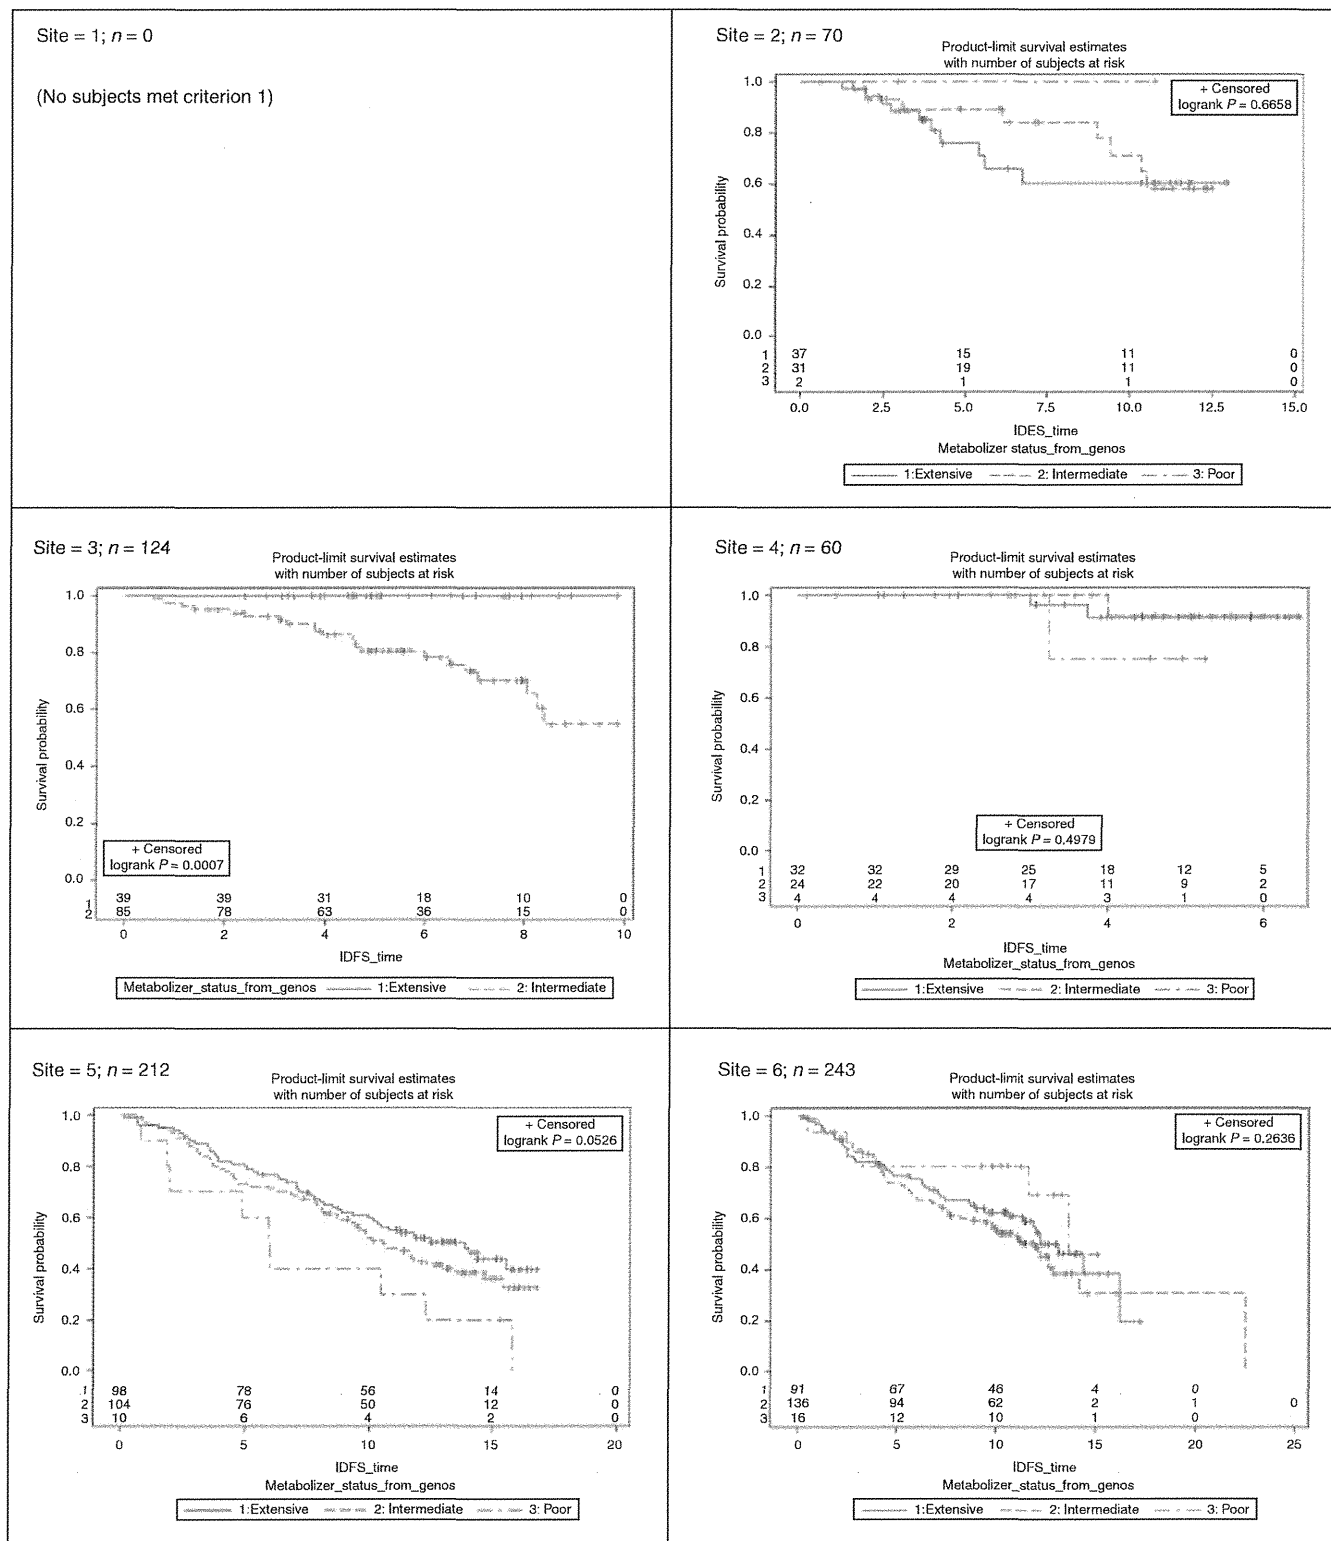 Site = 1; n = 0
(No subjects met criterion 1)
Site = 2; n = 70
Product-limit survival estimates
with number of subjects at risk
+ Censored
logrank P = 0.6658
Survival probability
1.0
0.8
0.6
0.4
0.2
0.0
1 37 15 11 0
2 31 19 11 0
3 2 1 1 0
0.0 2.5 5.0 7.5 10.0 12.5 15.0
IDES_time
Metabolizer status_from_genos
1:Extensive 2: Intermediate 3: Poor
Site = 3; n = 124
Product-limit survival estimates
with number of subjects at risk
Survival probability
1.0
0.8
0.6
0.4
0.2
0.0
+ Censored
logrank P = 0.0007
1 39 39 31 18 10 0
2 85 78 63 36 15 0
0 2 4 6 8 10
IDFS_time
Metabolizer_status_from_genos 1:Extensive 2: Intermediate
Site = 4; n = 60
Product-limit survival estimates
with number of subjects at risk
Survival probability
1.0
0.8
0.6
0.4
0.2
0.0
+ Censored
logrank P = 0.4979
1 32 32 29 25 18 12 5
2 24 22 20 17 11 9 2
3 4 4 4 4 3 1 0
0 2 4 6
IDFS_time
Metabolizer_status_from_genos
1:Extensive 2: Intermediate 3: Poor
Site = 5; n = 212
Product-limit survival estimates
with number of subjects at risk
+ Censored
logrank P = 0.0526
Survival probability
1.0
0.8
0.6
0.4
0.2
0.0
1 98 78 56 14 0
2 104 76 50 12 0
3 10 6 4 2 0
0 5 10 15 20
IDFS_time
Metabolizer_status_from_genos
1:Extensive 2: Intermediate 3: Poor
Site = 6; n = 243
Product-limit survival estimates
with number of subjects at risk
+ Censored
logrank P = 0.2636
Survival probability
1.0
0.8
0.6
0.4
0.2
0.0
1 91 67 46 4 0
2 136 94 62 2 1 0
3 16 12 10 1 0
0 5 10 15 20 25
IDFS_time
Metabolizer_status_from_genos
1:Extensive 2: Intermediate 3: Poor